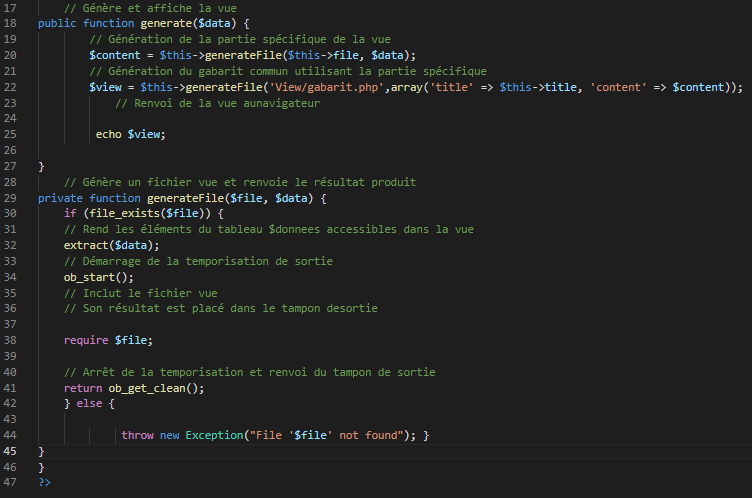 17 // Génère et affiche la vue
18 public function generate($data) {
19 // Génération de la partie spécifique de la vue
20 $content = $this->generateFile($this->file, $data);
21 // Génération du gabarit commun utilisant la partie spécifique
22 $view = $this->generateFile('View/gabarit.php',array('title' => $this->title, 'content' => $content));
23 // Renvoi de la vue aunavigateur
24
25 echo $view;
26
27 }
28 // Génère un fichier vue et renvoie le résultat produit
29 private function generateFile($file, $data) {
30 if (file_exists($file)) {
31 // Rend les éléments du tableau $donnees accessibles dans la vue
32 extract($data);
33 // Démarrage de la temporisation de sortie
34 ob_start();
35 // Inclut le fichier vue
36 // Son résultat est placé dans le tampon desortie
37
38 require $file;
39
40 // Arrêt de la temporisation et renvoi du tampon de sortie
41 return ob_get_clean();
42 } else {
43
44 throw new Exception("File '$file' not found"); }
45 }
46 }
47 ?>